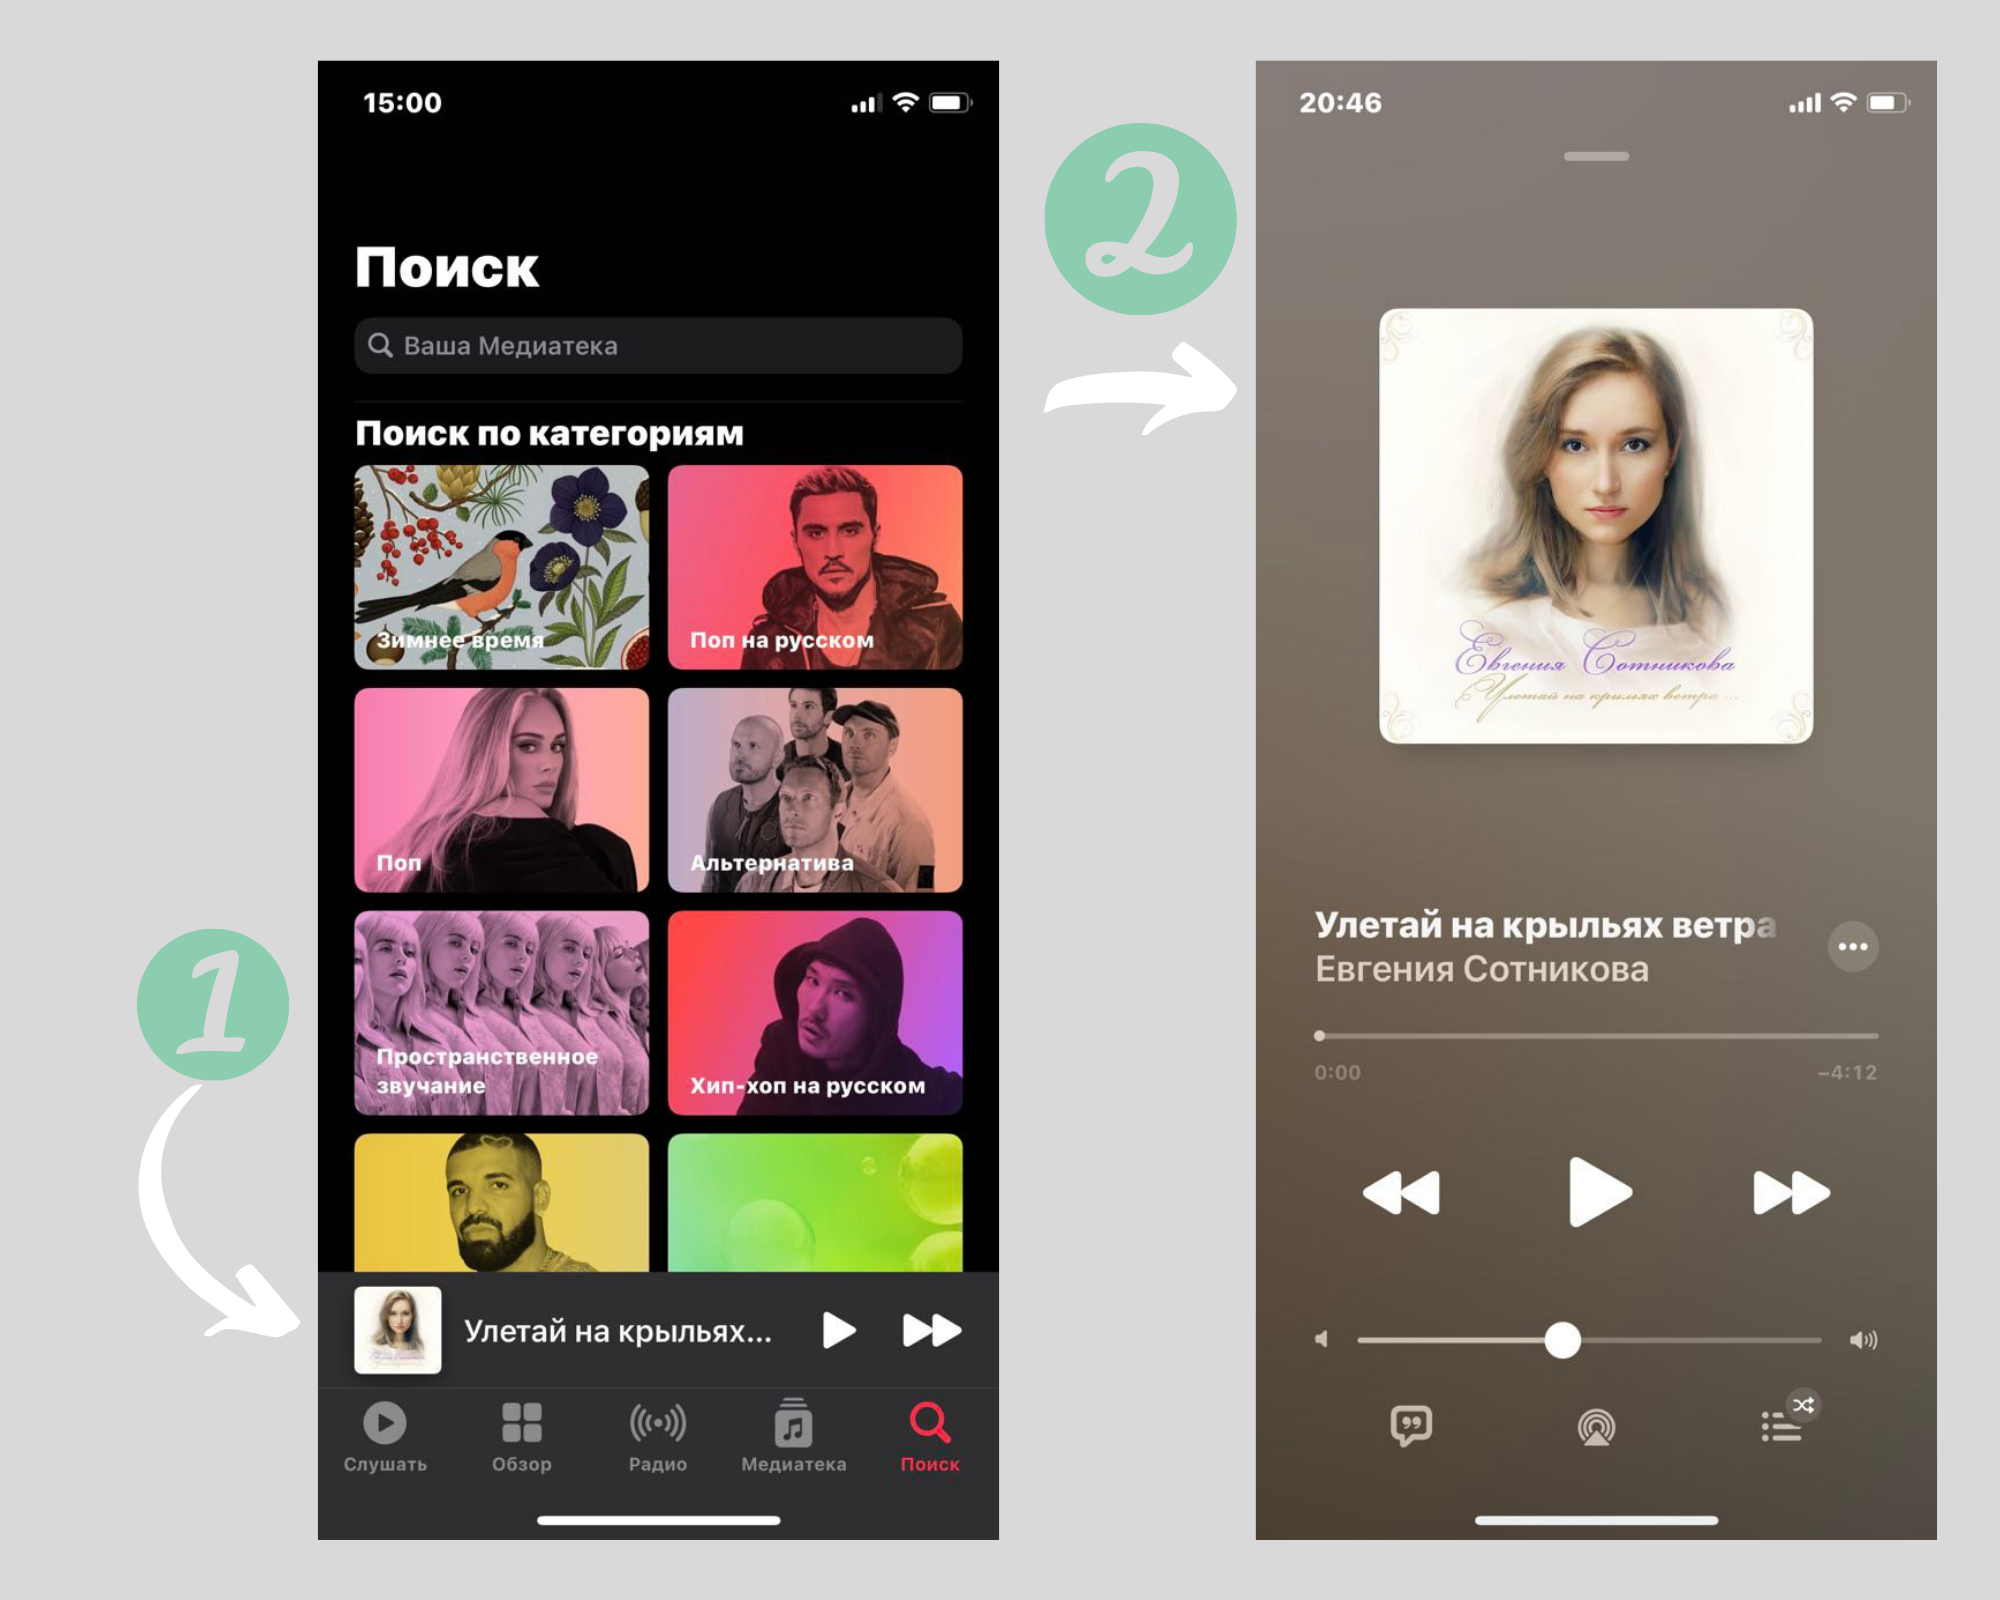 1
15:00
Поиск
Ваша Медиатека
Поиск по категориям
Зимнее время
Поп на русском
Поп
Альтернатива
Пространственное
звучание
Хип-хоп на русском
Улетай на крыльях...
Слушать
Обзор
Радио
Медиатека
Поиск
2
20:46
Евгения Сотникова
Улетай на крыльях ветра ...
Улетай на крыльях ветра
Евгения Сотникова
0:00
−4:12